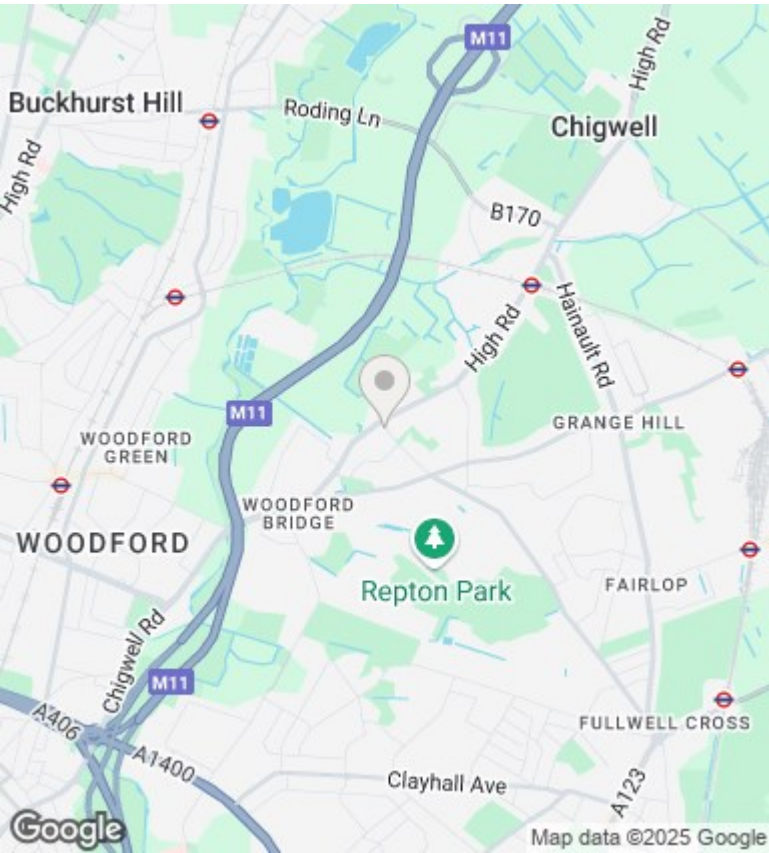 M11
High Rd
Buckhurst Hill
Roding Ln
Chigwell
High Rd
B170
Hainault Rd
High Rd
M11
GRANGE HILL
WOODFORD
GREEN
WOODFORD
BRIDGE
WOODFORD
Repton Park
FAIRLOP
Chigwell Rd
M11
A406
FULLWELL CROSS
A1400
Clayhall Ave
A123
Google
Map data ©2025 Google